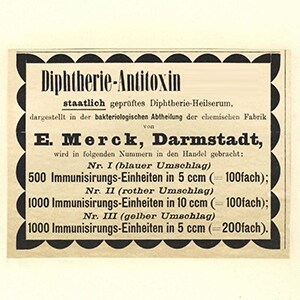 Diphtherie-Antitoxin
staatlich geprüftes Diphtherie-Heilserum,
dargestellt in der bakteriologischen Abtheilung der chemischen Fabrik
von
E. Merck, Darmstadt,
wird in folgenden Nummern in den Handel gebracht:
Nr. I (blauer Umschlag)
500 Immunisirungs-Einheiten in 5 ccm (= 100fach);
Nr. II (rother Umschlag)
1000 Immunisirungs-Einheiten in 10 ccm (= 100fach);
Nr. III (gelber Umschlag)
1000 Immunisirungs-Einheiten in 5 ccm (= 200fach).